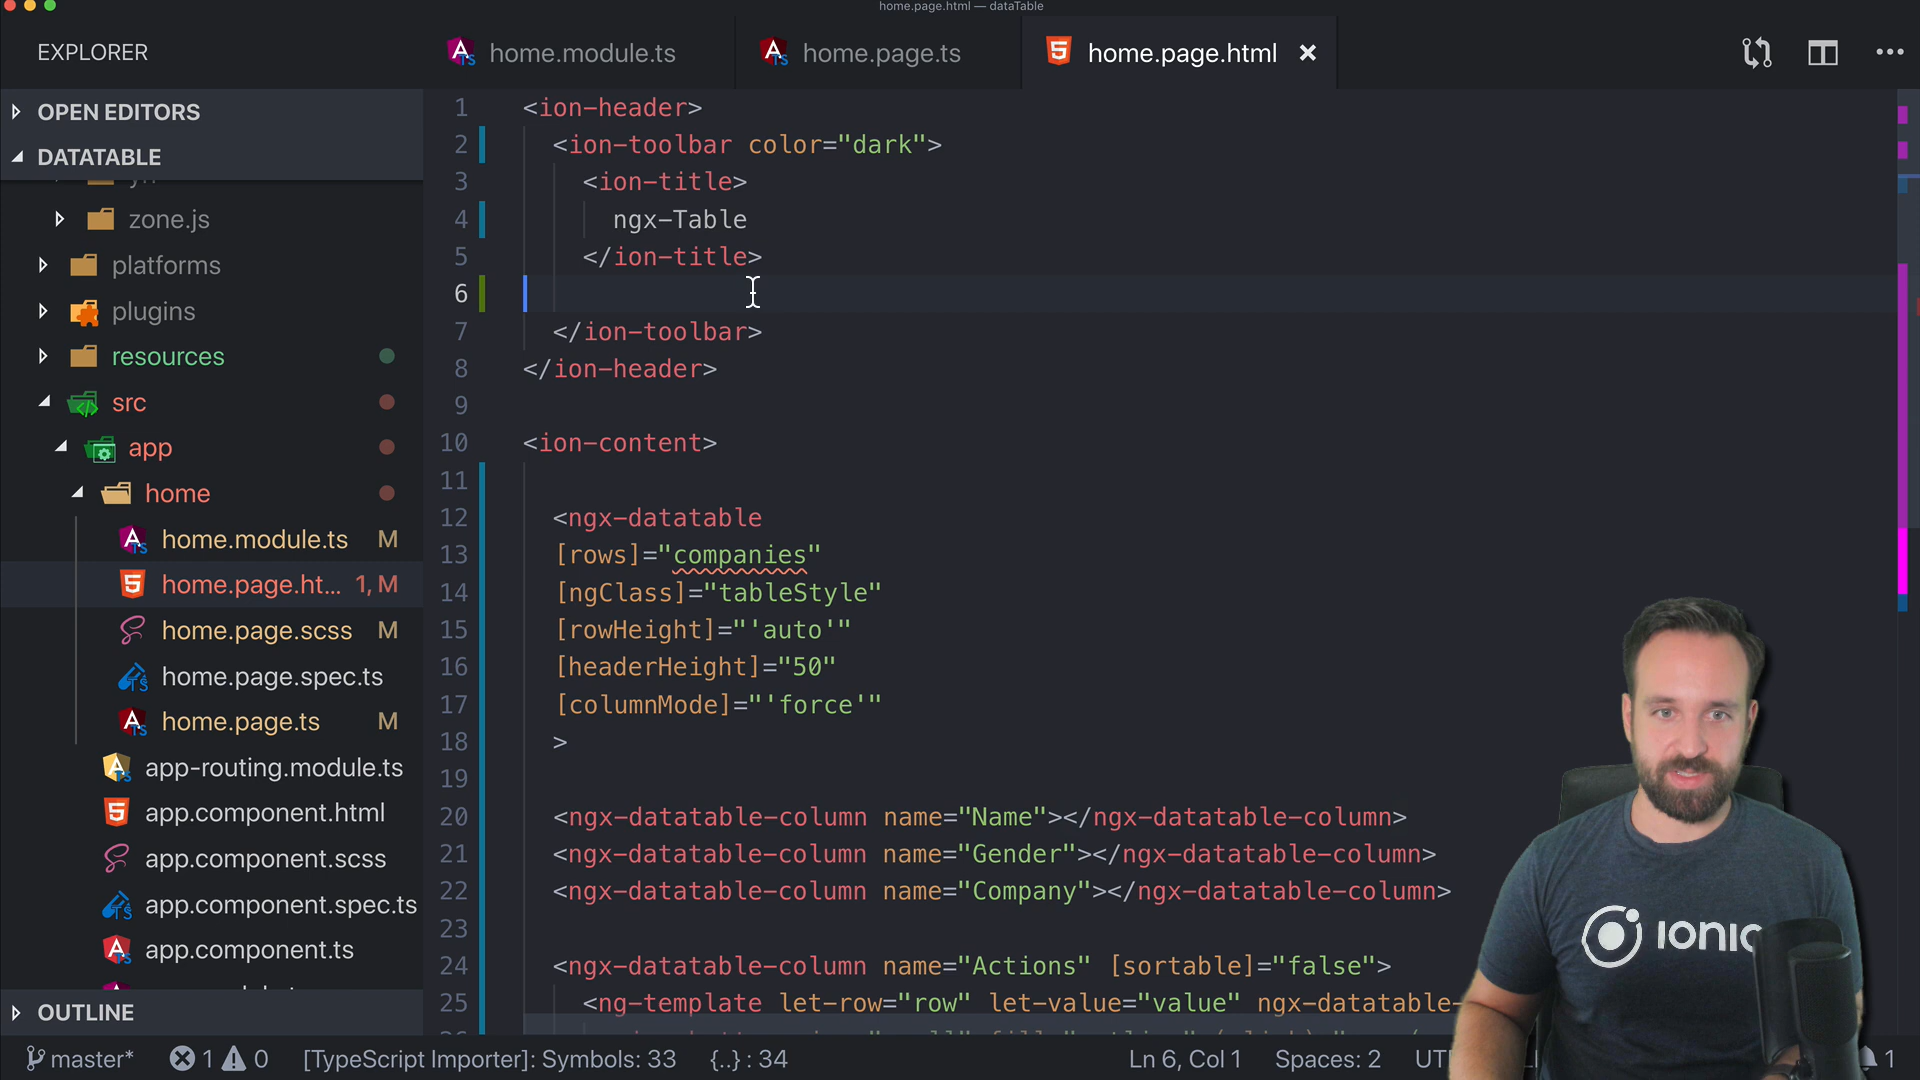 home.page.html — dataTable
EXPLORER
home.module.ts
home.page.ts
home.page.html
OPEN EDITORS
DATATABLE
zone.js
platforms
plugins
resources
src
app
home
home.module.ts M
home.page.ht... 1, M
home.page.scss M
home.page.spec.ts
home.page.ts M
app-routing.module.ts
app.component.html
app.component.scss
app.component.spec.ts
app.component.ts
OUTLINE
1 <ion-header>
2 <ion-toolbar color="dark">
3 <ion-title>
4 ngx-Table
5 </ion-title>
6
7 </ion-toolbar>
8 </ion-header>
9
10 <ion-content>
11
12 <ngx-datatable
13 [rows]="companies"
14 [ngClass]="tableStyle"
15 [rowHeight]="'auto'"
16 [headerHeight]="50"
17 [columnMode]="'force'"
18 >
19
20 <ngx-datatable-column name="Name"></ngx-datatable-column>
21 <ngx-datatable-column name="Gender"></ngx-datatable-column>
22 <ngx-datatable-column name="Company"></ngx-datatable-column>
23
24 <ngx-datatable-column name="Actions" [sortable]="false">
25 <ng-template let-row="row" let-value="value" ngx-datatable-
IONIC
master* 1 0 [TypeScript Importer]: Symbols: 33 {..} : 34 Ln 6, Col 1 Spaces: 2 1